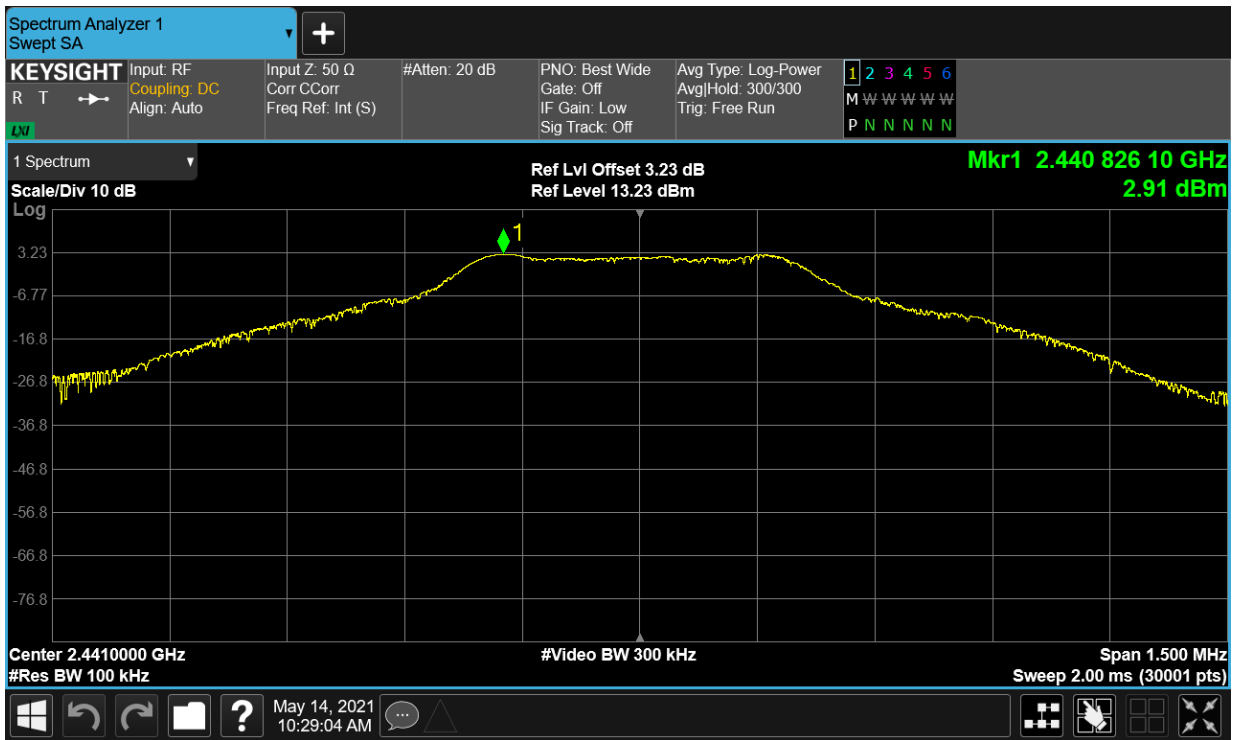 Spectrum Analyzer 1
Swept SA
+
KEYSIGHT
R T
LXI
Input: RF
Coupling: DC
Align: Auto
Input Z: 50 Ω
Corr CCorr
Freq Ref: Int (S)
#Atten: 20 dB
PNO: Best Wide
Gate: Off
IF Gain: Low
Sig Track: Off
Avg Type: Log-Power
Avg|Hold: 300/300
Trig: Free Run
1 2 3 4 5 6
M W W W W W
P N N N N N
1 Spectrum
Ref Lvl Offset 3.23 dB
Mkr1 2.440 826 10 GHz
Scale/Div 10 dB
Ref Level 13.23 dBm
2.91 dBm
Log
1
3.23
-6.77
-16.8
-26.8
-36.8
-46.8
-56.8
-66.8
-76.8
Center 2.4410000 GHz
#Video BW 300 kHz
Span 1.500 MHz
#Res BW 100 kHz
Sweep 2.00 ms (30001 pts)
?
May 14, 2021
10:29:04 AM